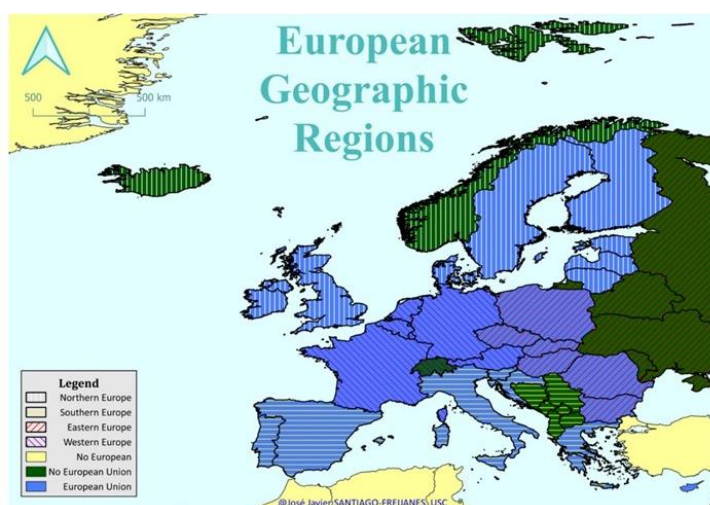 European
Geographic
Regions
500 500 km
Legend
Northern Europe
Southern Europe
Eastern Europe
Western Europe
No European
No European Union
European Union
@José Javier SANTIAGO-FREIJANES, USC